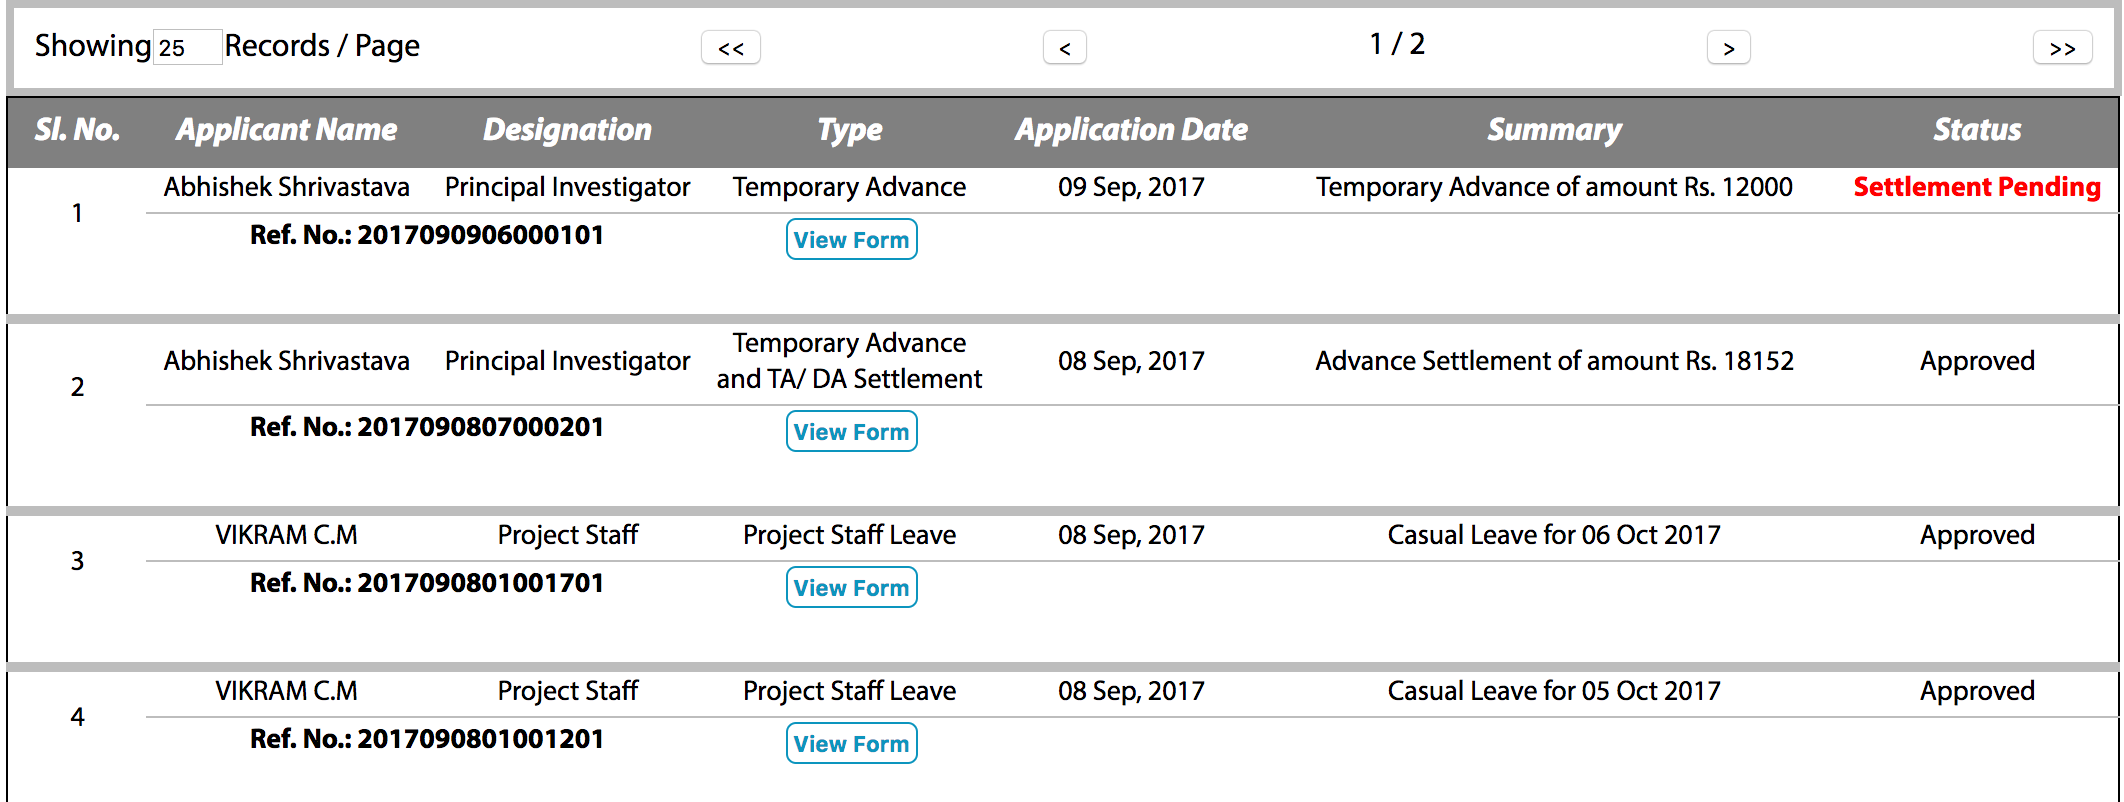 Showing 25 Records / Page << < 1 / 2 > >>
Sl. No. Applicant Name Designation Type Application Date Summary Status
1 Abhishek Shrivastava Principal Investigator Temporary Advance 09 Sep, 2017 Temporary Advance of amount Rs. 12000 Settlement Pending
Ref. No.: 2017090906000101 View Form
2 Abhishek Shrivastava Principal Investigator Temporary Advance
and TA/ DA Settlement 08 Sep, 2017 Advance Settlement of amount Rs. 18152 Approved
Ref. No.: 2017090807000201 View Form
3 VIKRAM C.M Project Staff Project Staff Leave 08 Sep, 2017 Casual Leave for 06 Oct 2017 Approved
Ref. No.: 2017090801001701 View Form
4 VIKRAM C.M Project Staff Project Staff Leave 08 Sep, 2017 Casual Leave for 05 Oct 2017 Approved
Ref. No.: 2017090801001201 View Form